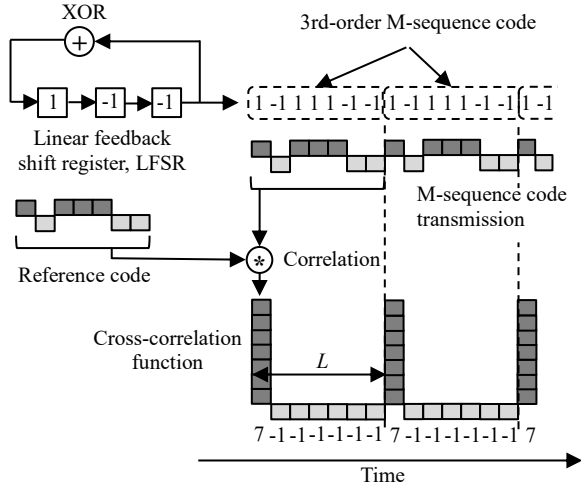 XOR
3rd-order M-sequence code
+
1 -1 -1
1 -1 1 1 1 -1 -1 1 -1 1 1 1 -1 -1 1 -1
Linear feedback
shift register, LFSR
M-sequence code
transmission
Reference code
*
Correlation
Cross-correlation
function
L
7 -1 -1 -1 -1 -1 -1 7 -1 -1 -1 -1 -1 -1 7
Time